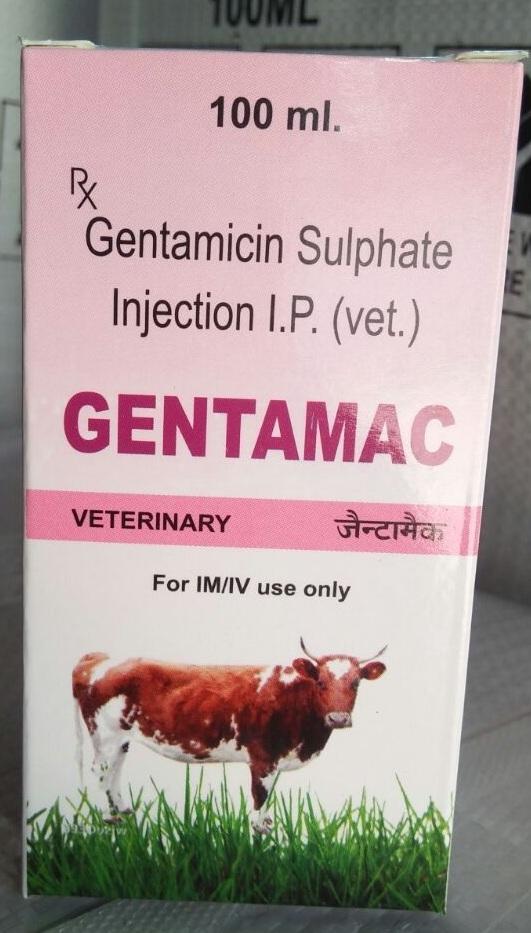 100ML
100 ml.
Rx
Gentamicin Sulphate
Injection I.P. (vet.)
GENTAMAC
VETERINARY जैन्टामैक
For IM/IV use only